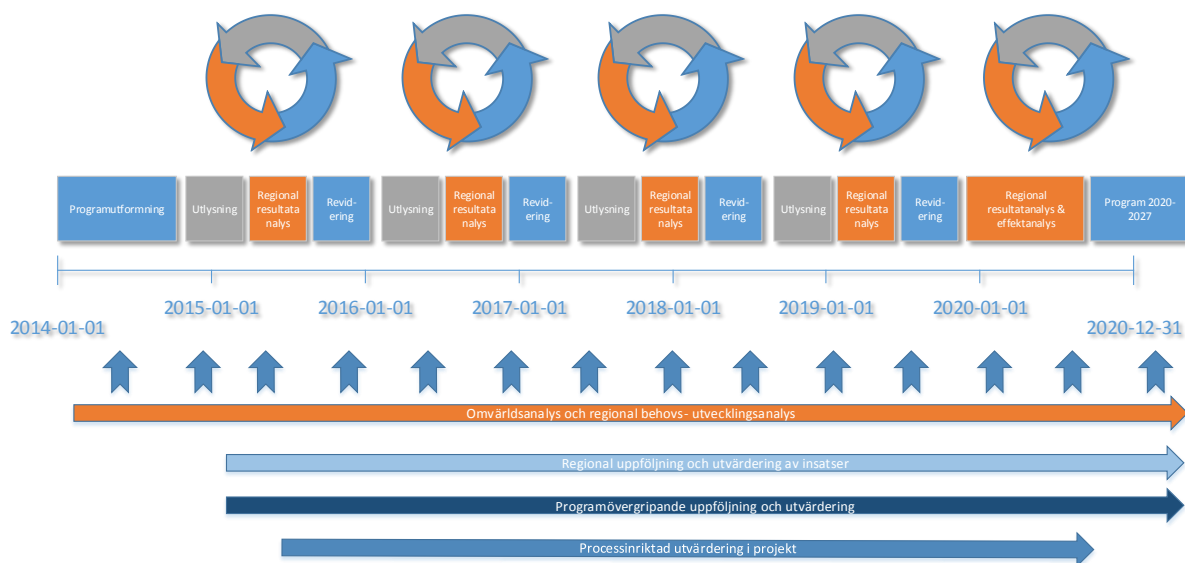 Programutformning
Utlysning
Regional
resultata
nalys
Revid-
ering
Utlysning
Regional
resultata
nalys
Revid-
ering
Utlysning
Regional
resultata
nalys
Revid-
ering
Utlysning
Regional
resultata
nalys
Revid-
ering
Regional
resultatanalys &
effektanalys
Program 2020-
2027
2014-01-01
2015-01-01
2016-01-01
2017-01-01
2018-01-01
2019-01-01
2020-01-01
2020-12-31
Omvärldsanalys och regional behovs- utvecklingsanalys
Regional uppföljning och utvärdering av insatser
Programövergripande uppföljning och utvärdering
Processinriktad utvärdering i projekt